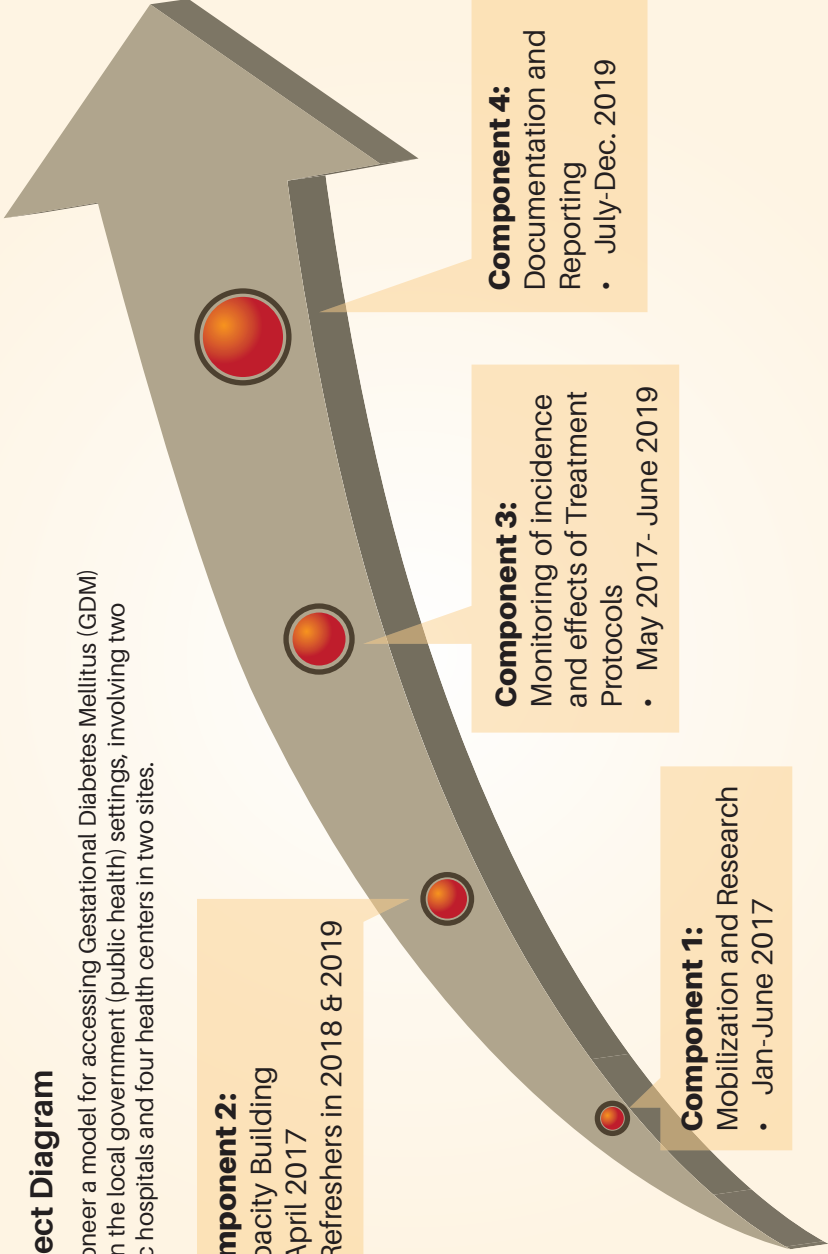 ect Diagram
oneer a model for accessing Gestational Diabetes Mellitus (GDM)
n the local government (public health) settings, involving two
c hospitals and four health centers in two sites.
mponent 2:
pacity Building
April 2017
Refreshers in 2018 & 2019
Component 1:
Mobilization and Research
• Jan-June 2017
Component 3:
Monitoring of incidence
and effects of Treatment
Protocols
• May 2017- June 2019
Component 4:
Documentation and
Reporting
• July-Dec. 2019